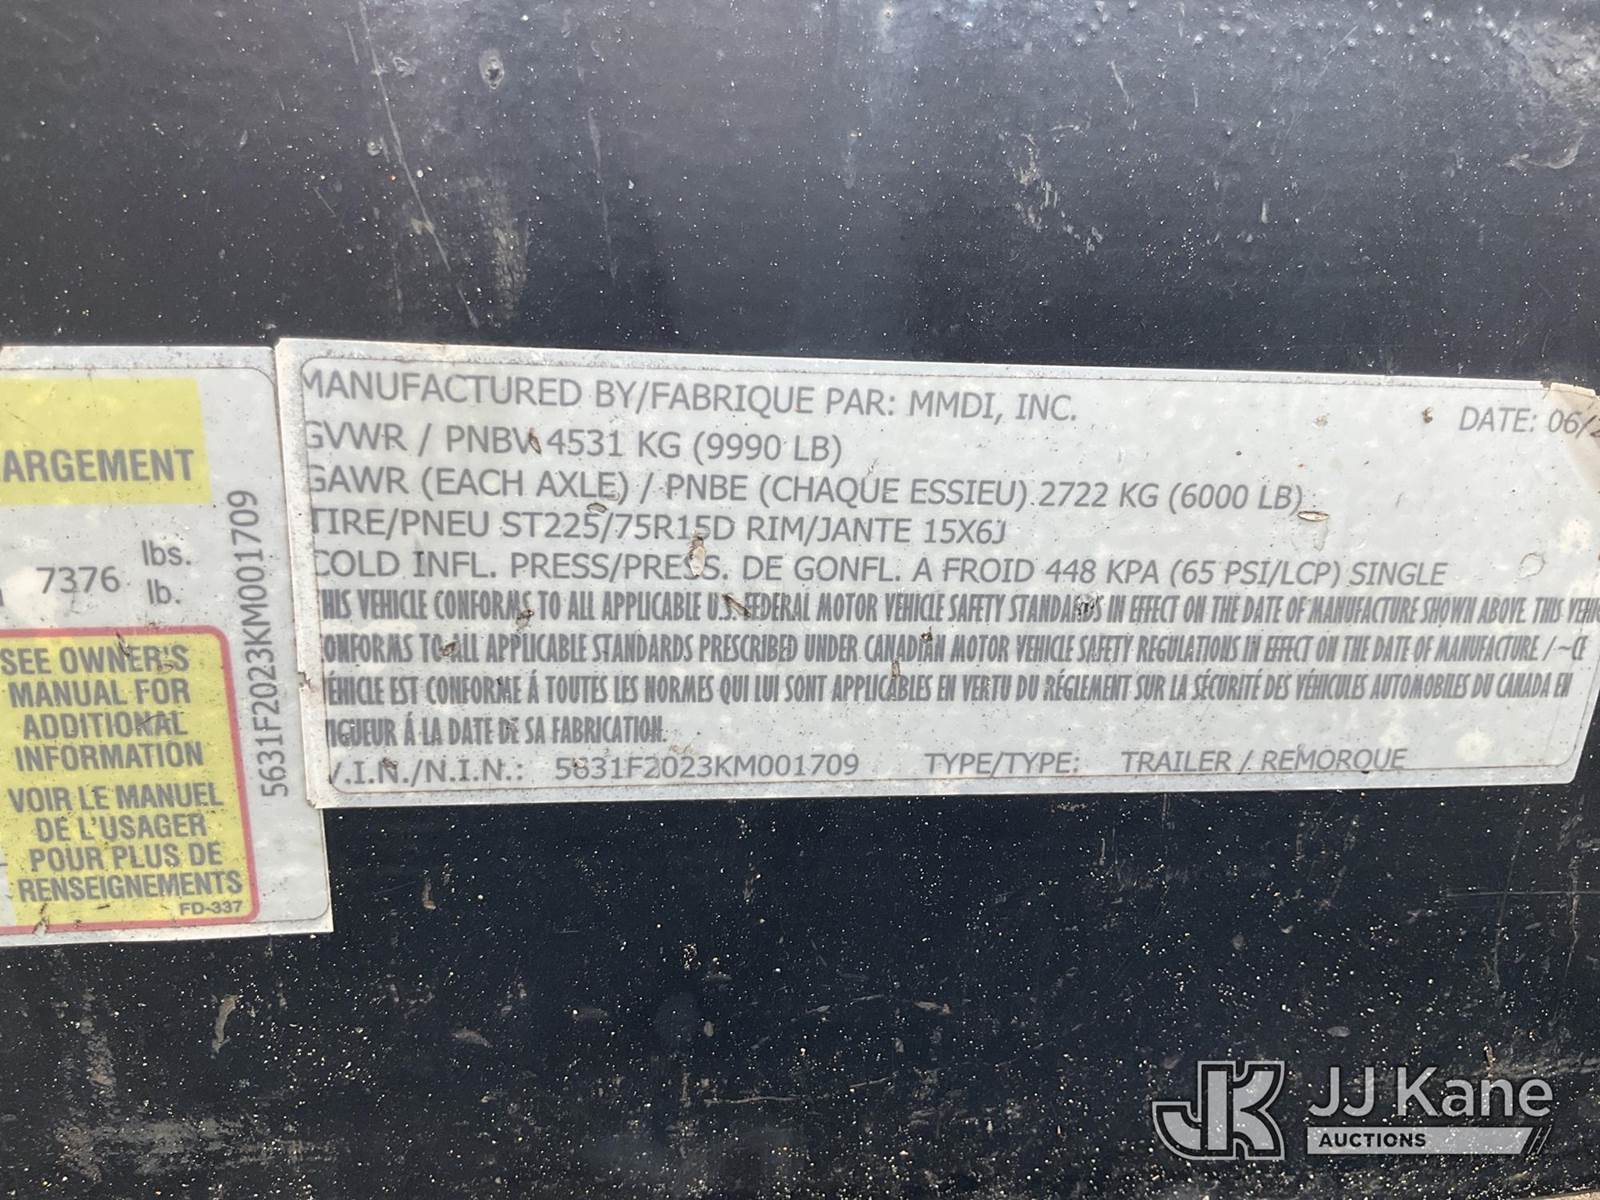 ARGEMENT
7376 lbs.
lb.
SEE OWNER'S
MANUAL FOR
ADDITIONAL
INFORMATION
VOIR LE MANUEL
DE L'USAGER
POUR PLUS DE
RENSEIGNEMENTS
FD-337
5631F2023KM001709
MANUFACTURED BY/FABRIQUE PAR: MMDI, INC.
DATE: 06/2
GVWR / PNBV 4531 KG (9990 LB)
GAWR (EACH AXLE) / PNBE (CHAQUE ESSIEU) 2722 KG (6000 LB)
TIRE/PNEU ST225/75R15D RIM/JANTE 15X6J
COLD INFL. PRESS/PRESS. DE GONFL. A FROID 448 KPA (65 PSI/LCP) SINGLE
THIS VEHICLE CONFORMS TO ALL APPLICABLE U.S. FEDERAL MOTOR VEHICLE SAFETY STANDARDS IN EFFECT ON THE DATE OF MANUFACTURE SHOWN ABOVE. THIS VEHIC
ONFORMS TO ALL APPLICABLE STANDARDS PRESCRIBED UNDER CANADIAN MOTOR VEHICLE SAFETY REGULATIONS IN EFFECT ON THE DATE OF MANUFACTURE / ~CE
EHICLE EST CONFORME Á TOUTES LES NORMES QUI LUI SONT APPLICABLES EN VERTU DU RÉGLEMENT SUR LA SÉCURITÉ DES VÉHICULES AUTOMOBILES DU CANADA EN
IGUEUR Á LA DATE DE SA FABRICATION.
V.I.N./N.I.N.: 5631F2023KM001709 TYPE/TYPE: TRAILER / REMORQUE
JK JJ Kane
AUCTIONS